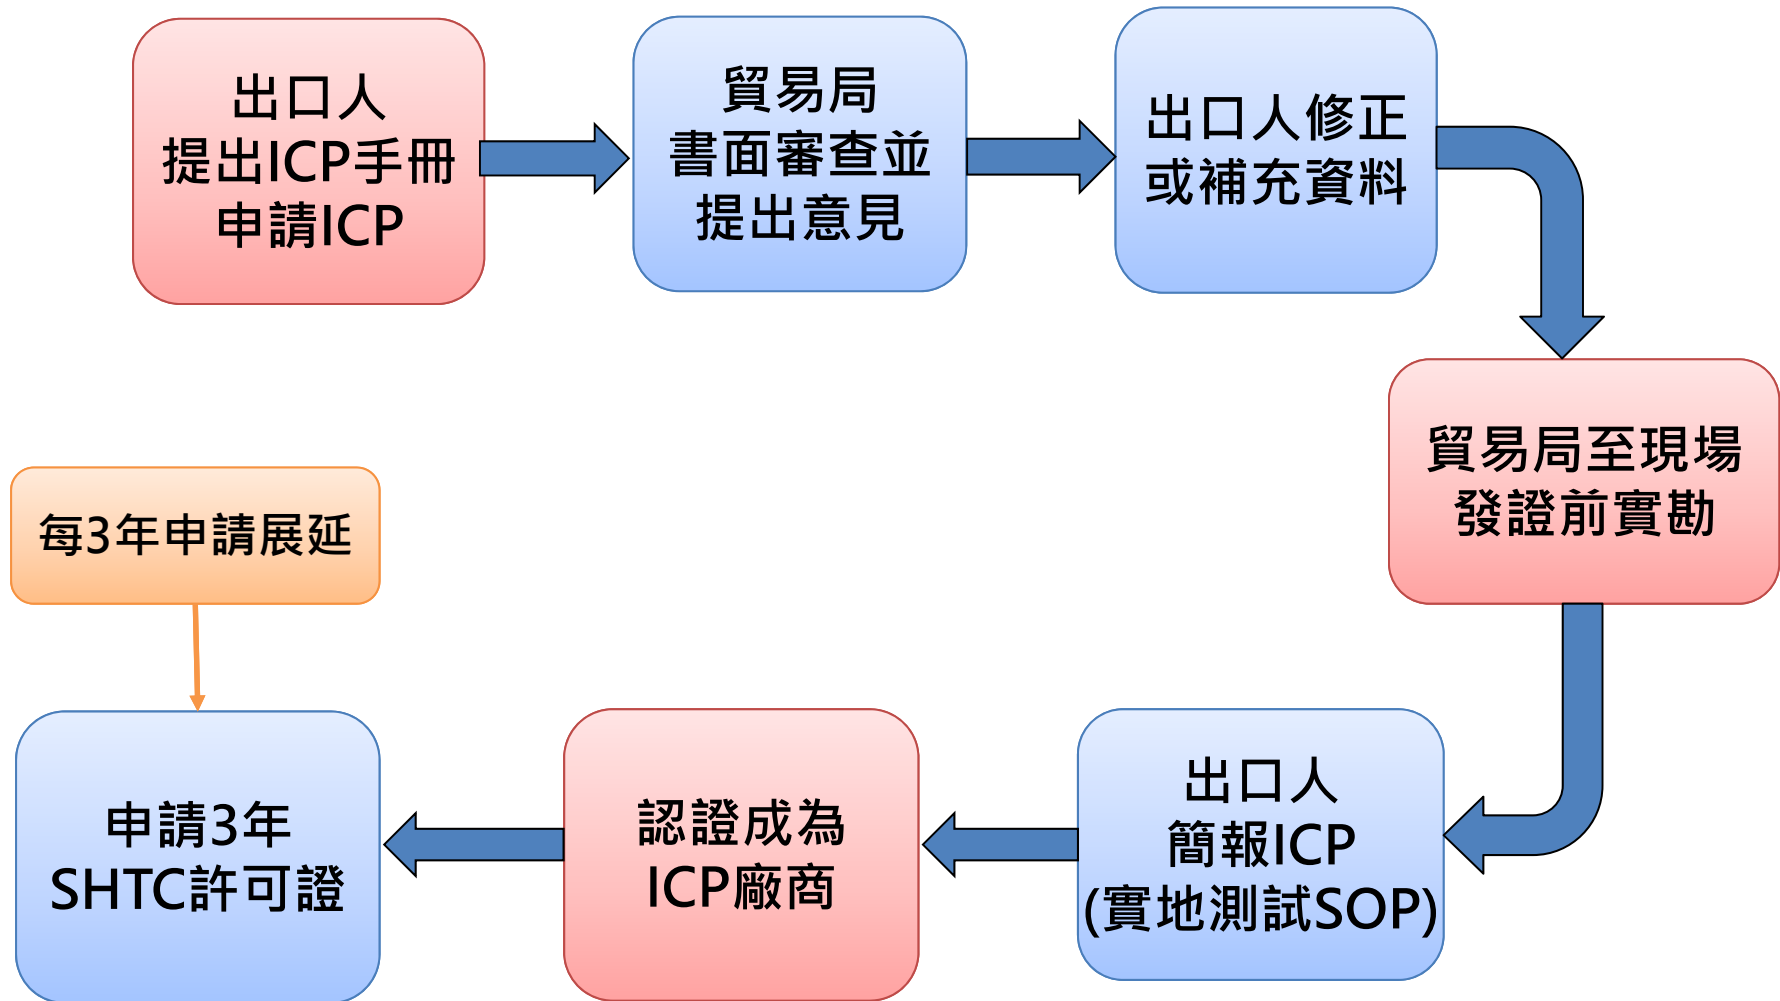 出口人
提出ICP手冊
申請ICP
貿易局
書面審查並
提出意見
出口人修正
或補充資料
貿易局至現場
發證前實勘
出口人
簡報ICP
(實地測試SOP)
認證成為
ICP廠商
申請3年
SHTC許可證
每3年申請展延